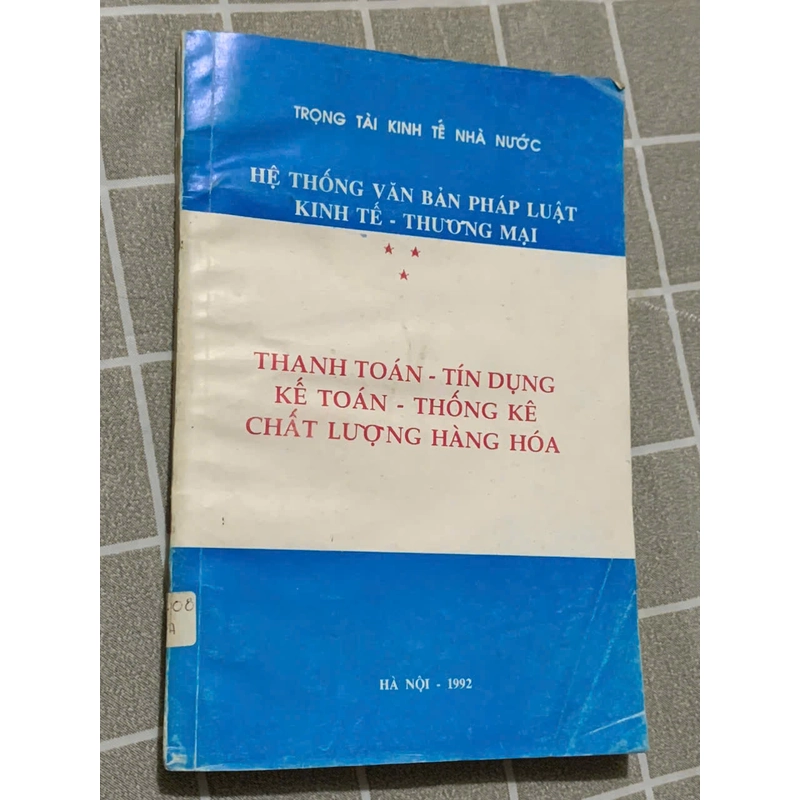 TRỌNG TÀI KINH TẾ NHÀ NƯỚC
HỆ THỐNG VĂN BẢN PHÁP LUẬT
KINH TẾ - THƯƠNG MẠI
THANH TOÁN - TÍN DỤNG
KẾ TOÁN - THỐNG KÊ
CHẤT LƯỢNG HÀNG HÓA
08
A
HÀ NỘI - 1992